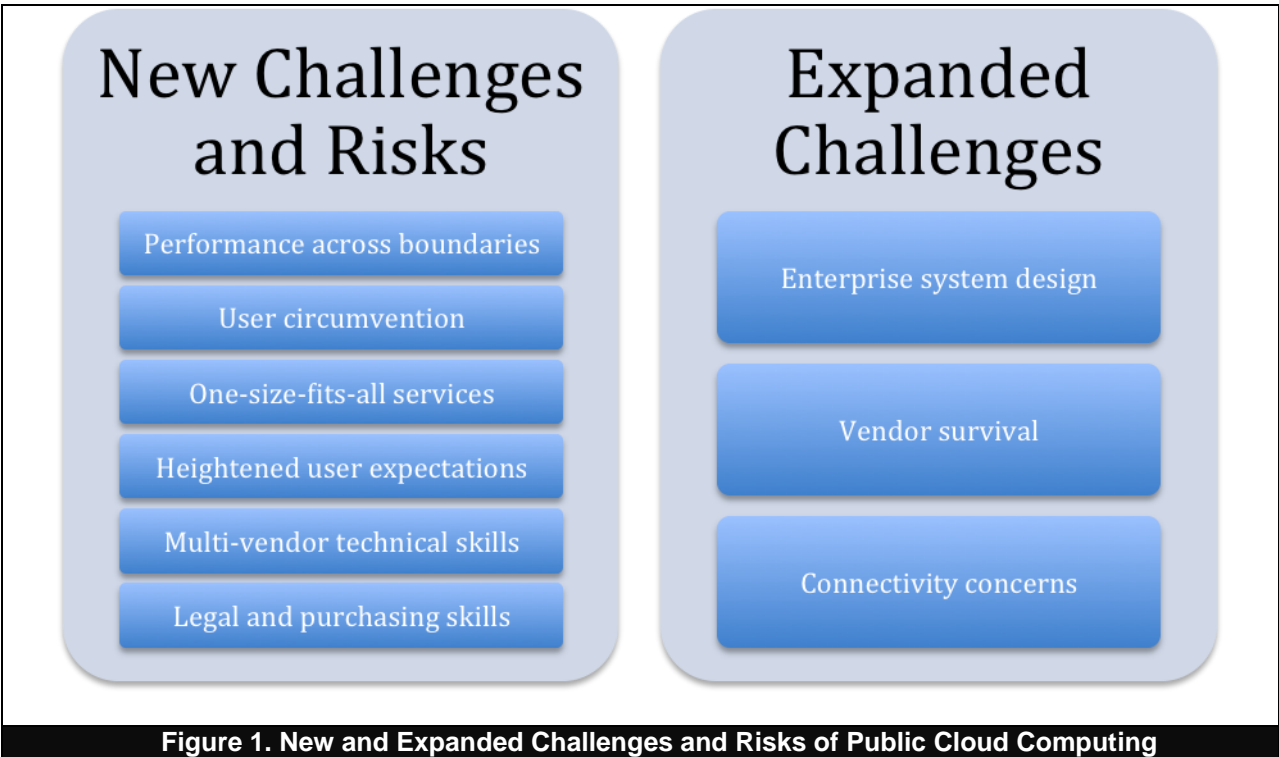 New Challenges
and Risks
Performance across boundaries
User circumvention
One-size-fits-all services
Heightened user expectations
Multi-vendor technical skills
Legal and purchasing skills
Expanded
Challenges
Enterprise system design
Vendor survival
Connectivity concerns
Figure 1. New and Expanded Challenges and Risks of Public Cloud Computing